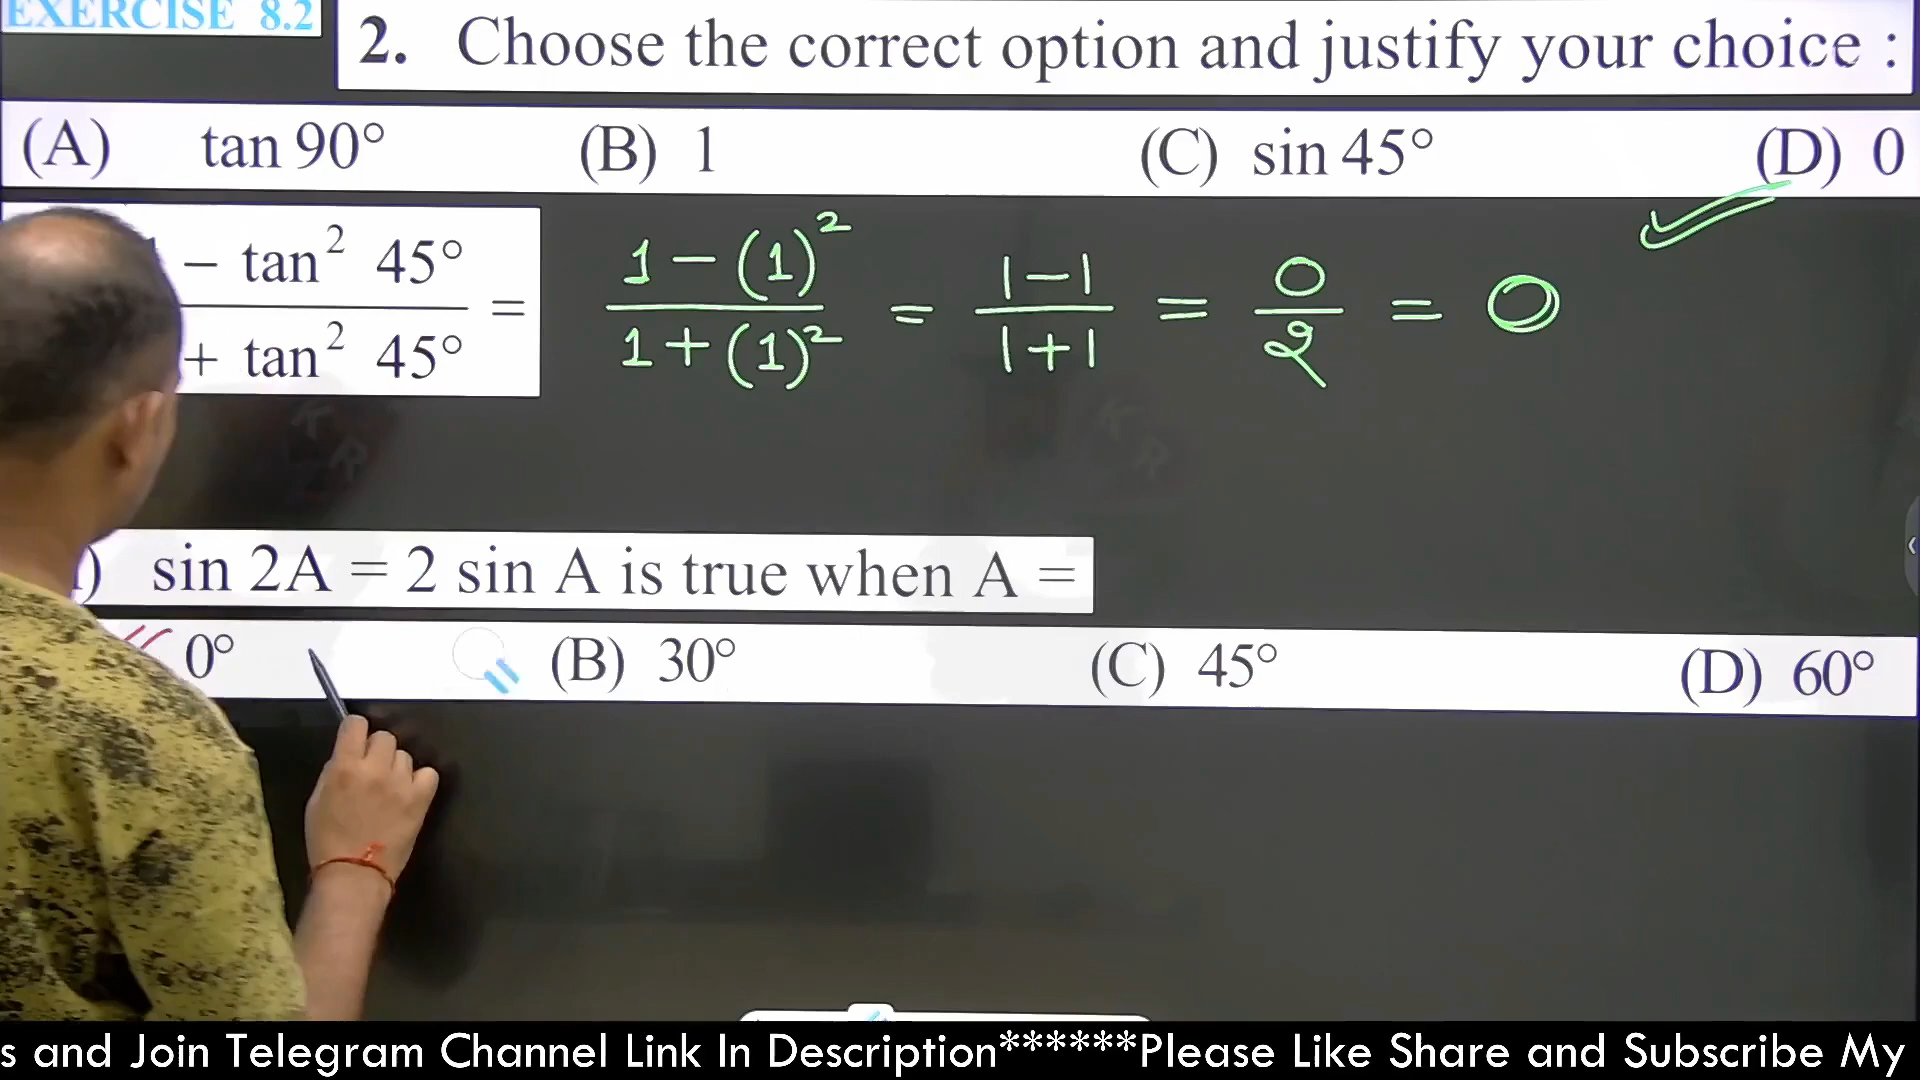 EXERCISE 8.2
2. Choose the correct option and justify your choice :
(A) tan 90° (B) 1 (C) sin 45° (D) 0
− tan² 45° / + tan² 45° = 1 − (1)² / 1 + (1)² = 1 − 1 / 1 + 1 = 0 / 2 = 0
) sin 2A = 2 sin A is true when A =
0° (B) 30° (C) 45° (D) 60°
K R
K R
s and Join Telegram Channel Link In Description******Please Like Share and Subscribe My